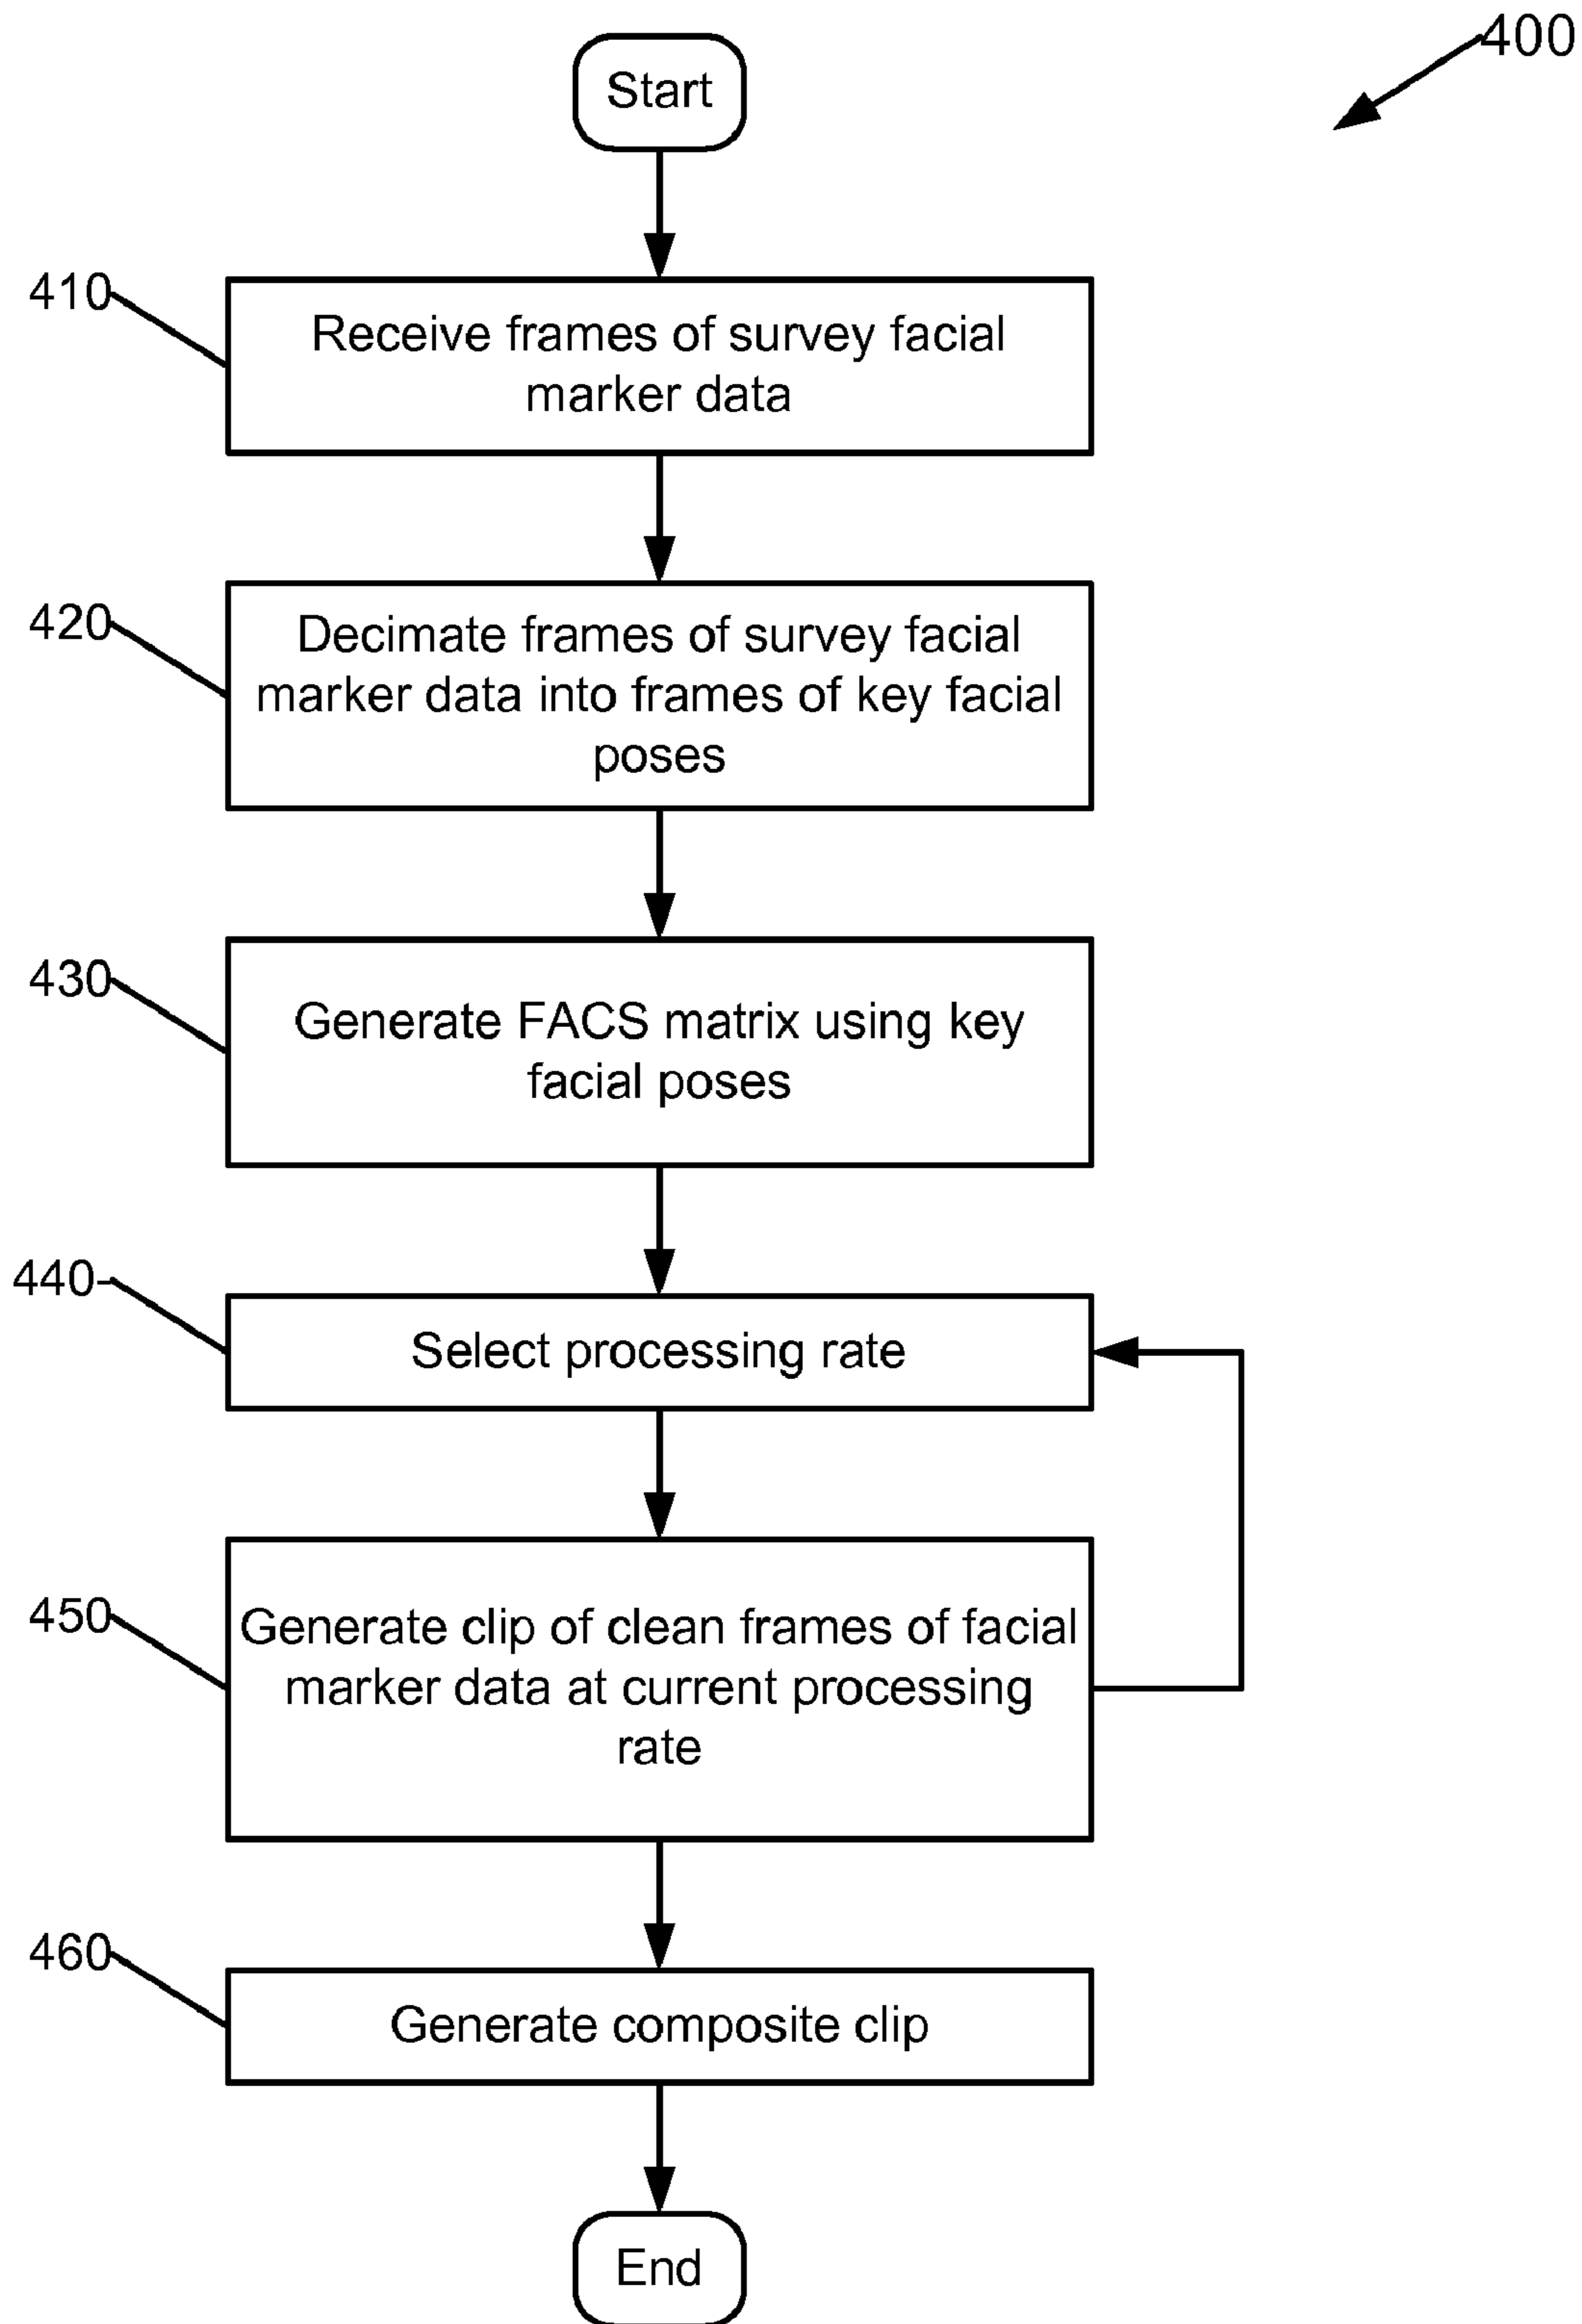 400
Start
410
Receive frames of survey facial
marker data
420
Decimate frames of survey facial
marker data into frames of key facial
poses
430
Generate FACS matrix using key
facial poses
440
Select processing rate
450
Generate clip of clean frames of facial
marker data at current processing
rate
460
Generate composite clip
End